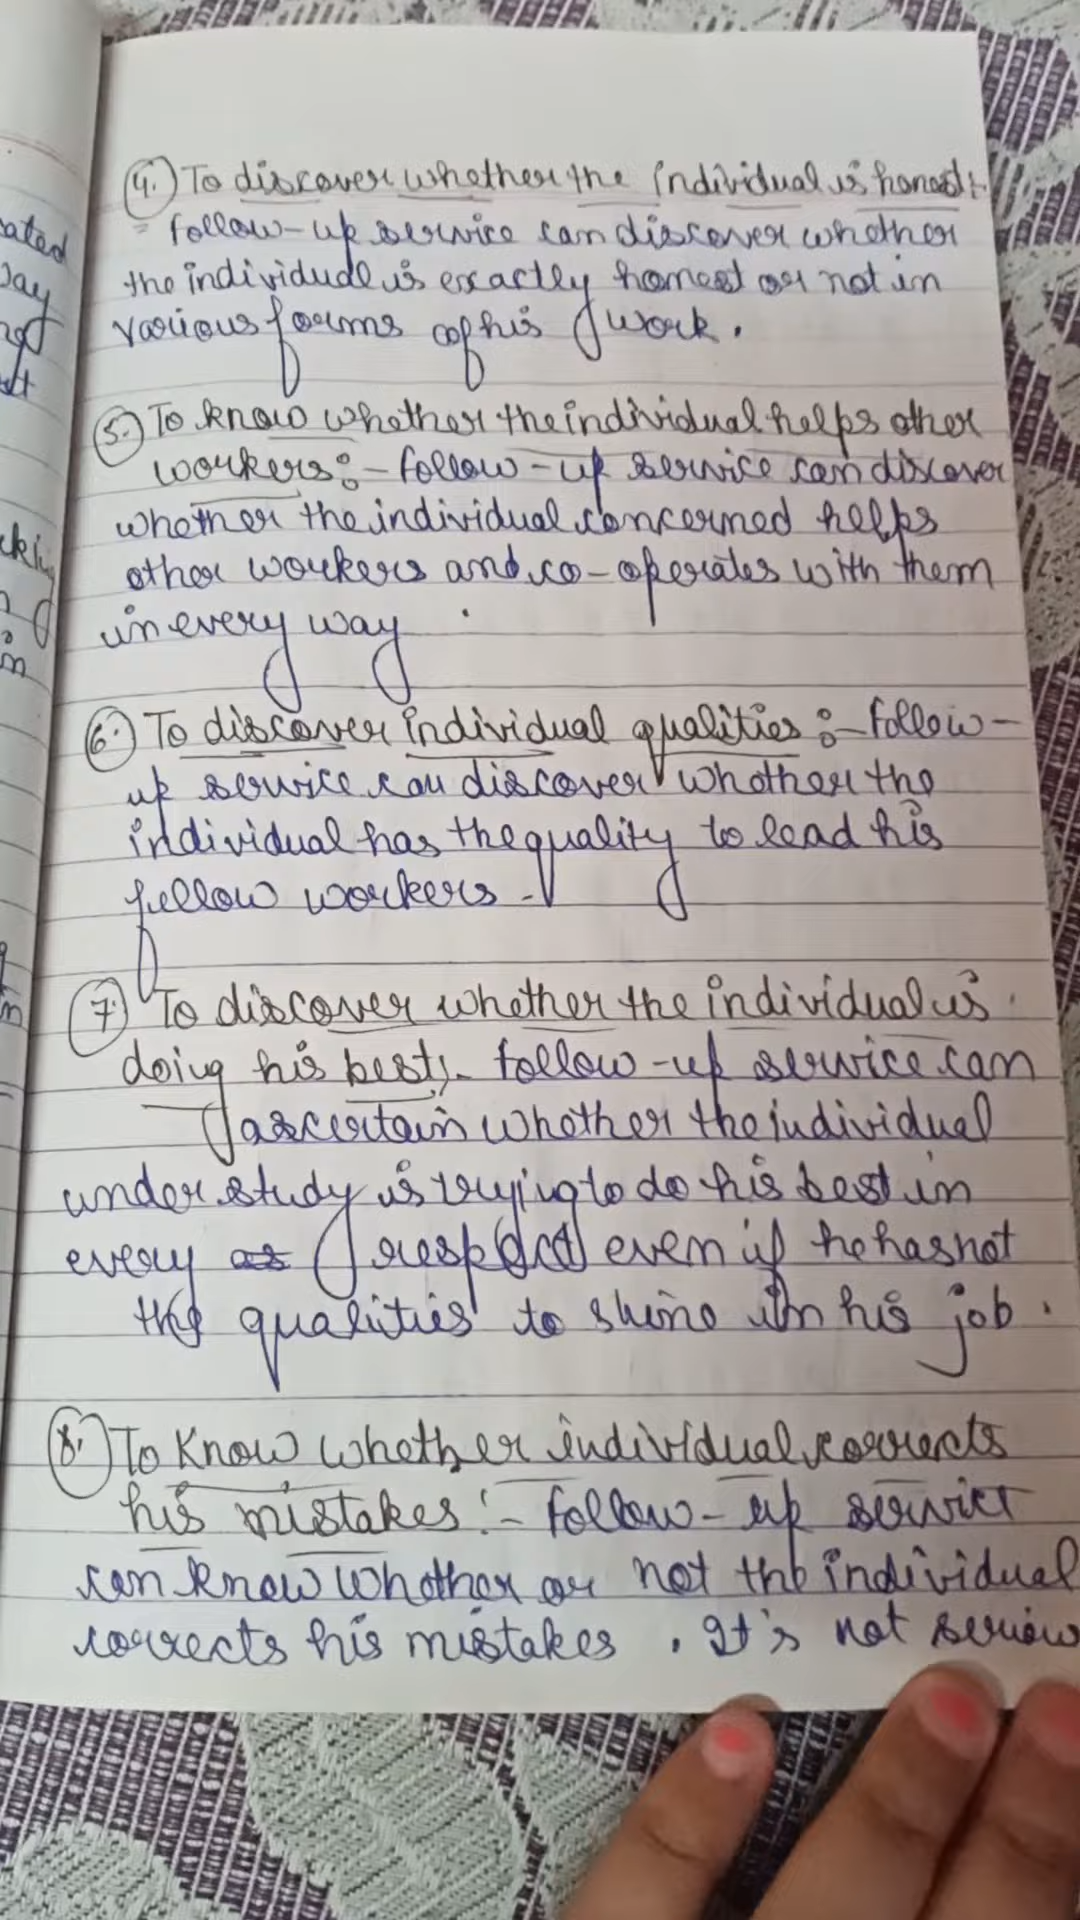 4. To discover whether the individual is honest :-
follow-up service can discover whether
the individual is exactly honest or not in
various forms of his work.
5. To know whether the individual helps other
workers :- follow-up service can discover
whether the individual concerned helps
other workers and co-operates with them
in every way
6. To discover individual qualities :- follow-
up service can discover whether the
individual has the quality to lead his
fellow workers.
7. To discover whether the individual is
doing his best ;- follow-up service can
ascertain whether the individual
under study is trying to do his best in
every as respect even if he has not
the qualities to shine in his job.
8. To Know whether individual corrects
his mistakes :- follow-up service
can know whether or not the individual
corrects his mistakes . It's not